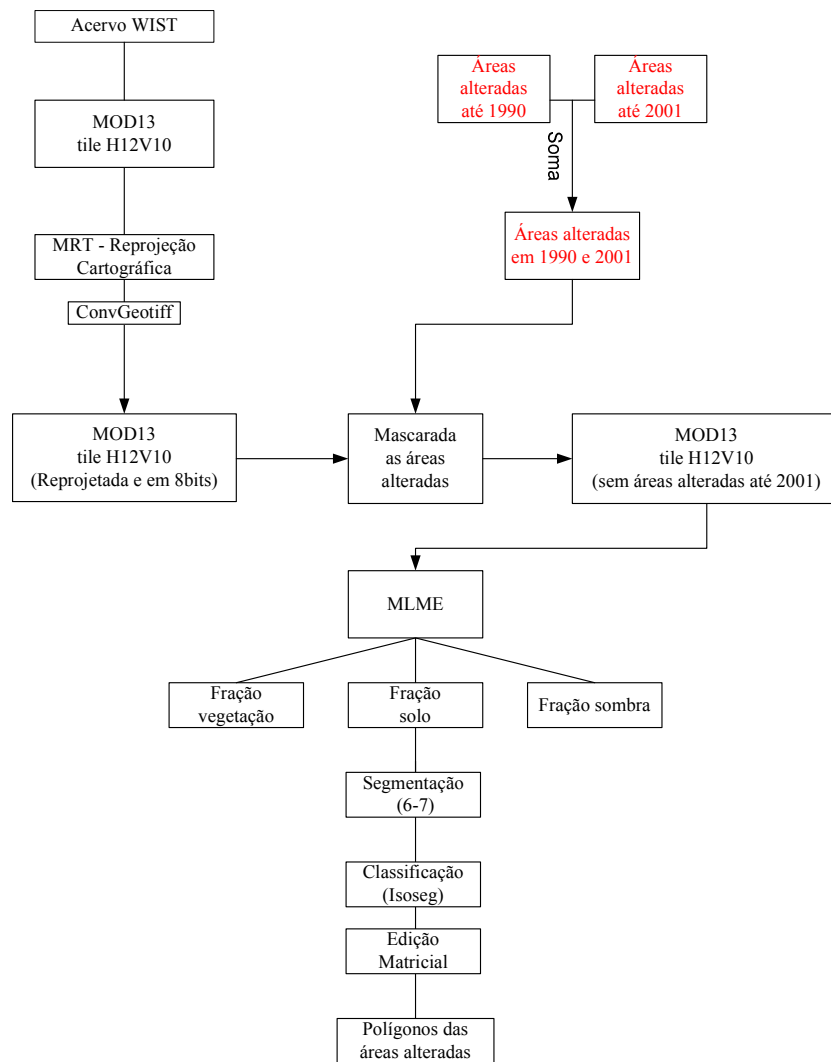 Acervo WIST
MOD13
tile H12V10
MRT - Reprojeção
Cartográfica
ConvGeotiff
Áreas
alteradas
até 1990
Áreas
alteradas
até 2001
Soma
Áreas alteradas
em 1990 e 2001
MOD13
tile H12V10
(Reprojetada e em 8bits)
Mascarada
as áreas
alteradas
MOD13
tile H12V10
(sem áreas alteradas até 2001)
MLME
Fração
vegetação
Fração
solo
Fração sombra
Segmentação
(6-7)
Classificação
(Isoseg)
Edição
Matricial
Polígonos das
áreas alteradas